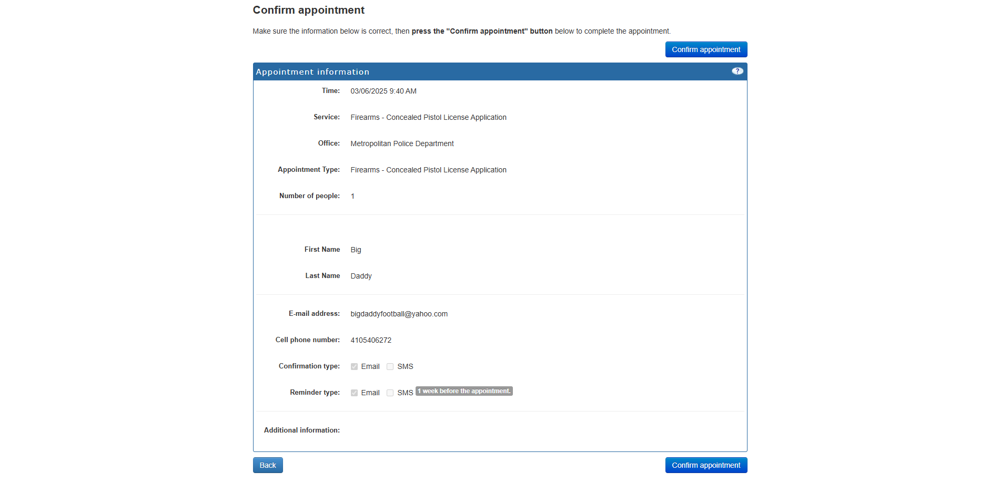 Confirm appointment
Make sure the information below is correct, then press the "Confirm appointment" button below to complete the appointment.
Confirm appointment
Appointment information ?
Time: 03/06/2025 9:40 AM
Service: Firearms - Concealed Pistol License Application
Office: Metropolitan Police Department
Appointment Type: Firearms - Concealed Pistol License Application
Number of people: 1
First Name Big
Last Name Daddy
E-mail address: bigdaddyfootball@yahoo.com
Cell phone number: 4105406272
Confirmation type: Email SMS
Reminder type: Email SMS 1 week before the appointment.
Additional information:
Back Confirm appointment